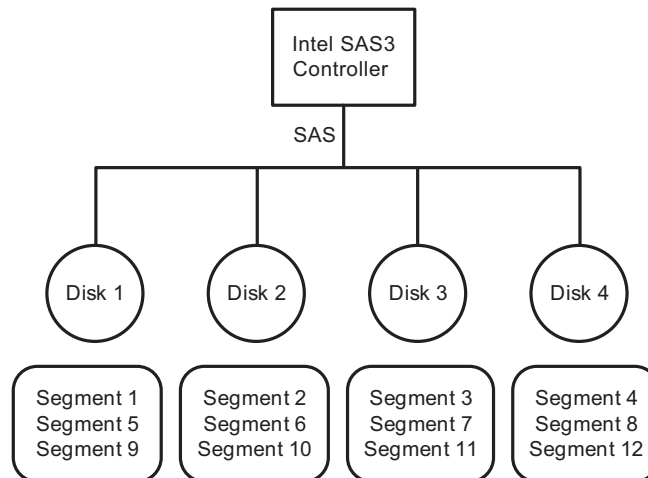 Intel SAS3
Controller
SAS
Disk 1
Disk 2
Disk 3
Disk 4
Segment 1
Segment 5
Segment 9
Segment 2
Segment 6
Segment 10
Segment 3
Segment 7
Segment 11
Segment 4
Segment 8
Segment 12